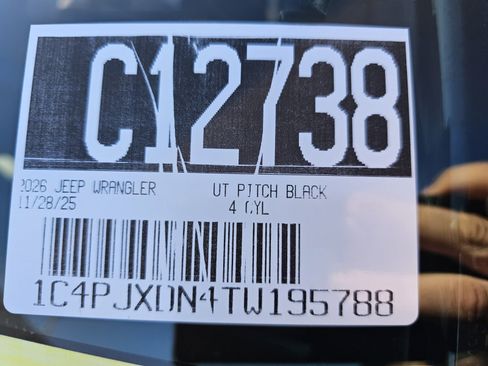 C12738
2026 JEEP WRANGLER UT PITCH BLACK
11/28/25 4 CYL
1C4PJXDN4TW195788